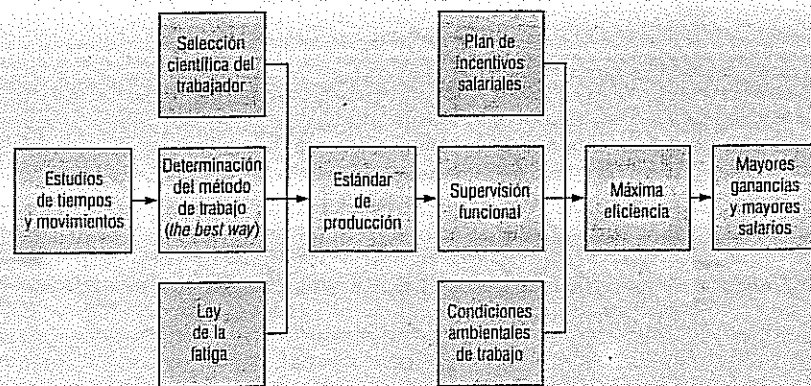 Selección
científica del
trabajador
Plan de
incentivos
salariales
Estudios
de tiempos
y movimientos
Determinación
del método
de trabajo
(the best way)
Estándar
de
producción
Supervisión
funcional
Máxima
eficiencia
Mayores
ganancias
y mayores
salarios
Ley
de la
fatiga
Condiciones
ambientales
de trabajo